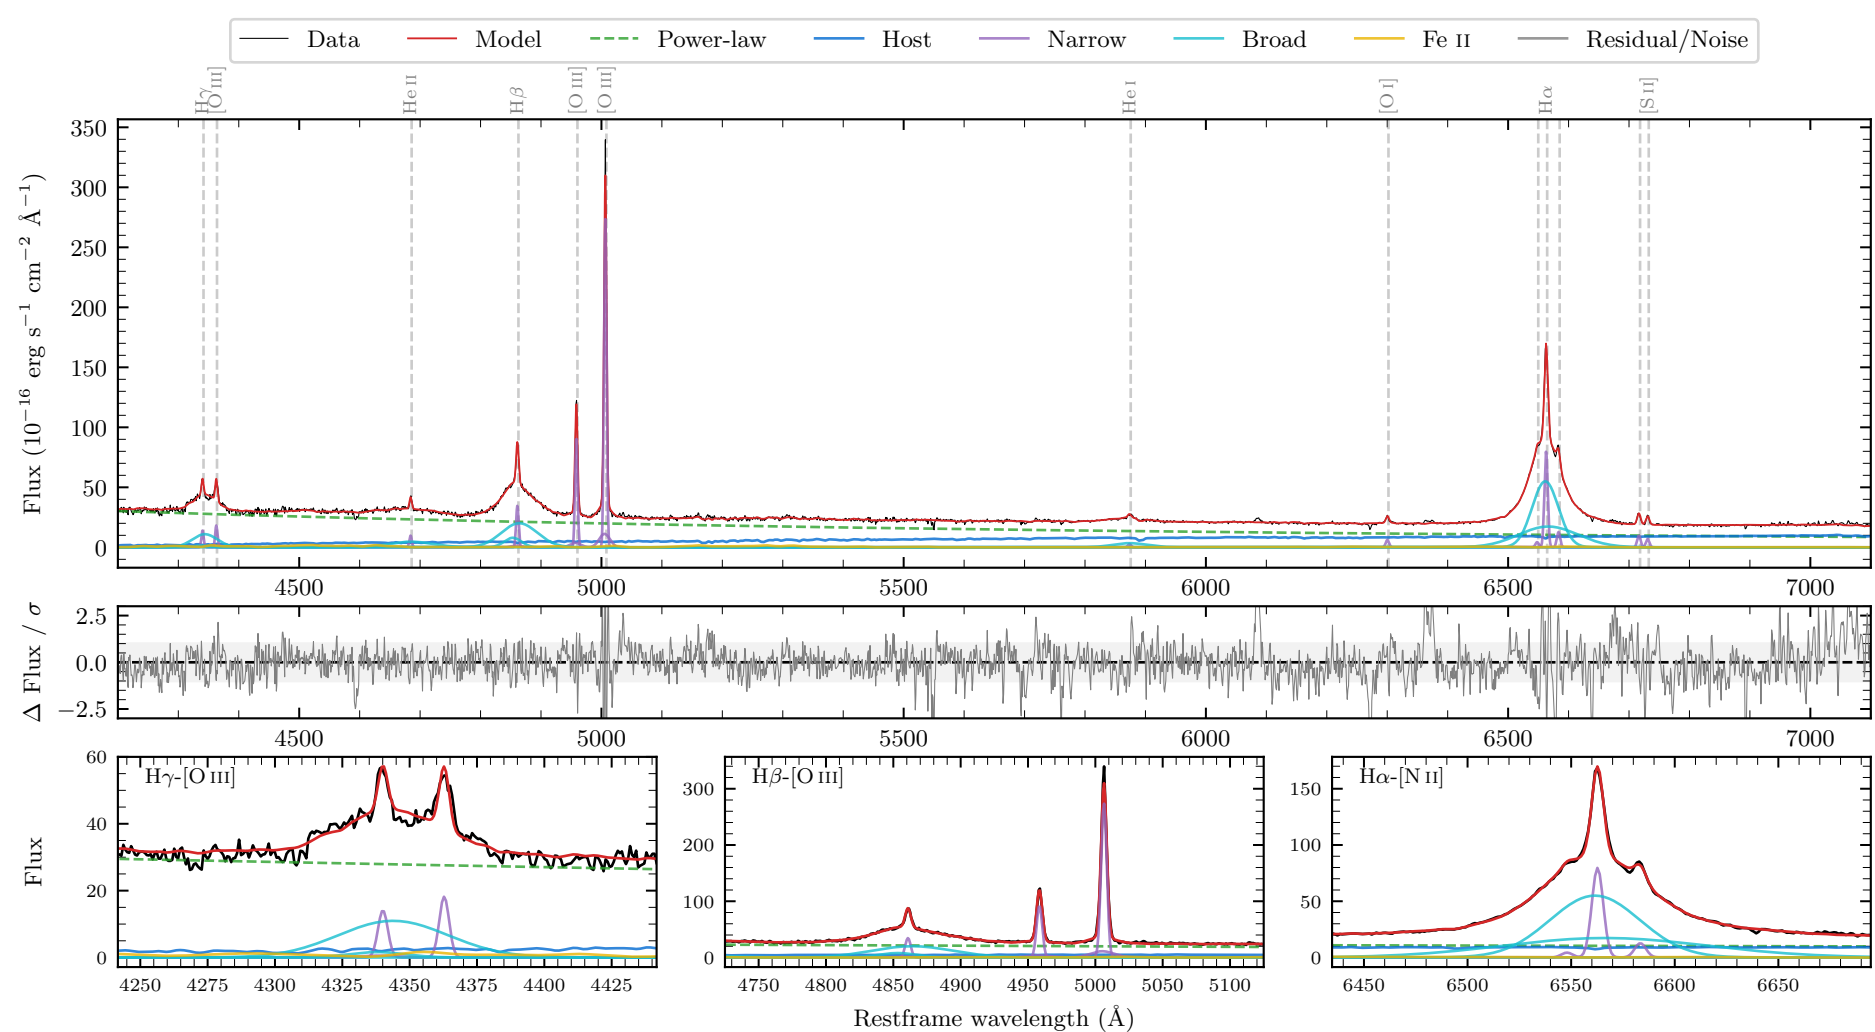 Data Model Power-law Host Narrow Broad Fe II Residual/Noise
Hγ [O III] He II Hβ [O III] [O III] He I [O I] Hα [S II]
Flux (10⁻¹⁶ erg s⁻¹ cm⁻² Å⁻¹)
350
300
250
200
150
100
50
0
4500 5000 5500 6000 6500 7000
Δ Flux / σ
2.5
0.0
−2.5
4500 5000 5500 6000 6500 7000
Flux
Hγ-[O III]
60
40
20
0
4250 4275 4300 4325 4350 4375 4400 4425
Hβ-[O III]
300
200
100
0
4750 4800 4850 4900 4950 5000 5050 5100
Hα-[N II]
150
100
50
0
6450 6500 6550 6600 6650
Restframe wavelength (Å)